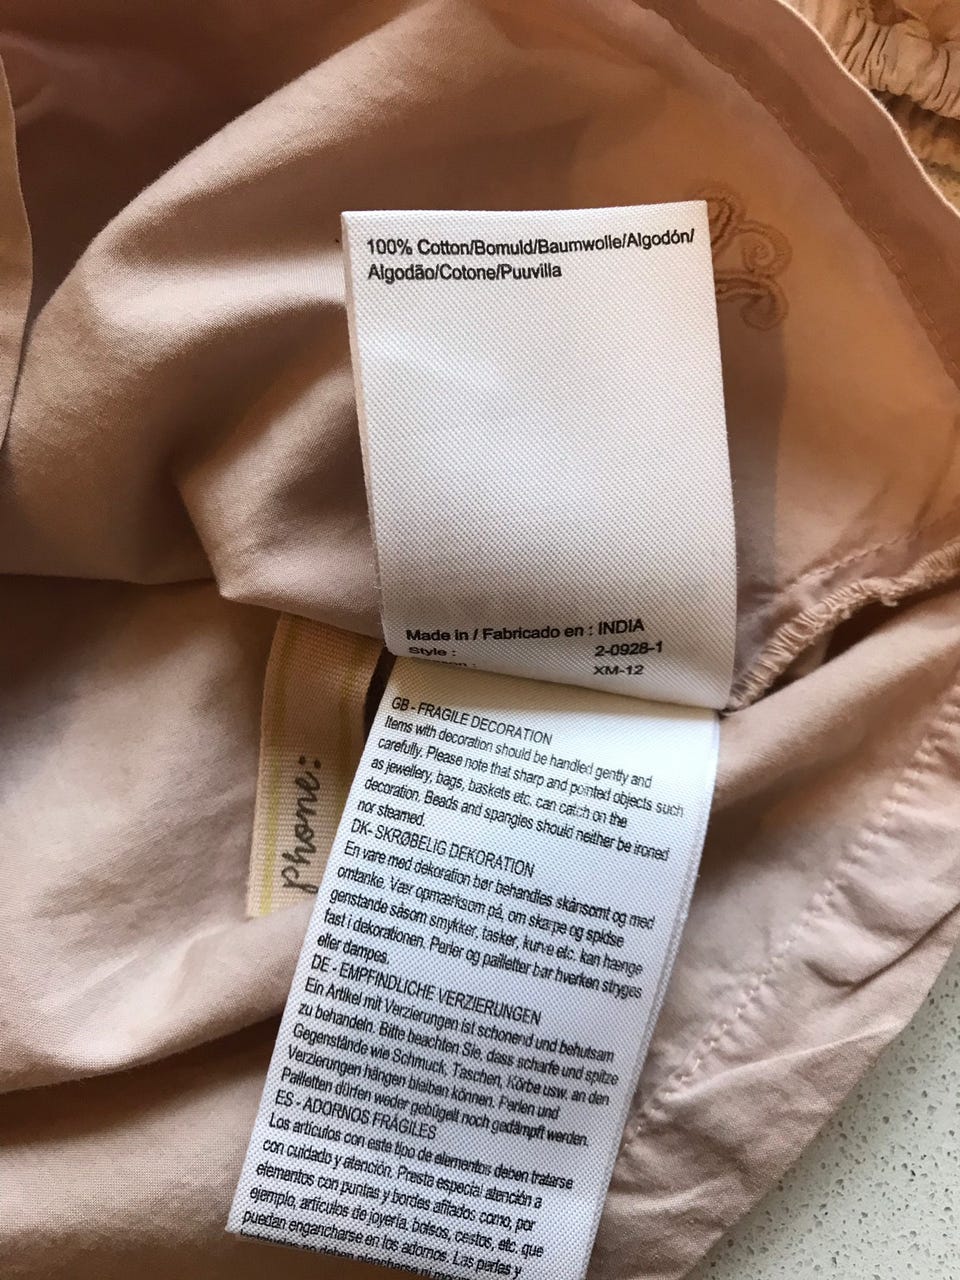 100% Cotton/Bomuld/Baumwolle/Algodón/
Algodão/Cotone/Puuvilla
Made in / Fabricado en : INDIA
Style : 2-0928-1
XM-12
Phone:
GB - FRAGILE DECORATION
Items with decoration should be handled gently and
carefully. Please note that sharp and pointed objects such
as jewellery, bags, baskets etc. can catch on the
decoration. Beads and spangles should neither be ironed
nor steamed.
DK- SKRØBELIG DEKORATION
En vare med dekoration bør behandles skånsomt og med
omtanke. Vær opmærksom på, om skarpe og spidse
genstande såsom smykker, tasker, kurve etc. kan hænge
fast i dekorationen. Perler og pailletter bør hverken stryges
eller dampes.
DE - EMPFINDLICHE VERZIERUNGEN
Ein Artikel mit Verzierungen ist schonend und behutsam
zu behandeln. Bitte beachten Sie, dass scharfe und spitze
Gegenstände wie Schmuck, Taschen, Körbe usw. an den
Verzierungen hängen bleiben können. Perlen und
Pailletten dürfen weder gebügelt noch gedämpft werden.
ES - ADORNOS FRÁGILES
Los artículos con este tipo de elementos deben tratarse
con cuidado y atención. Presta especial atención a
elementos con puntas y bordes afilados como, por
ejemplo, artículos de joyería, bolsos, cestos, etc. que
puedan engancharse en los adornos. Las perlas y